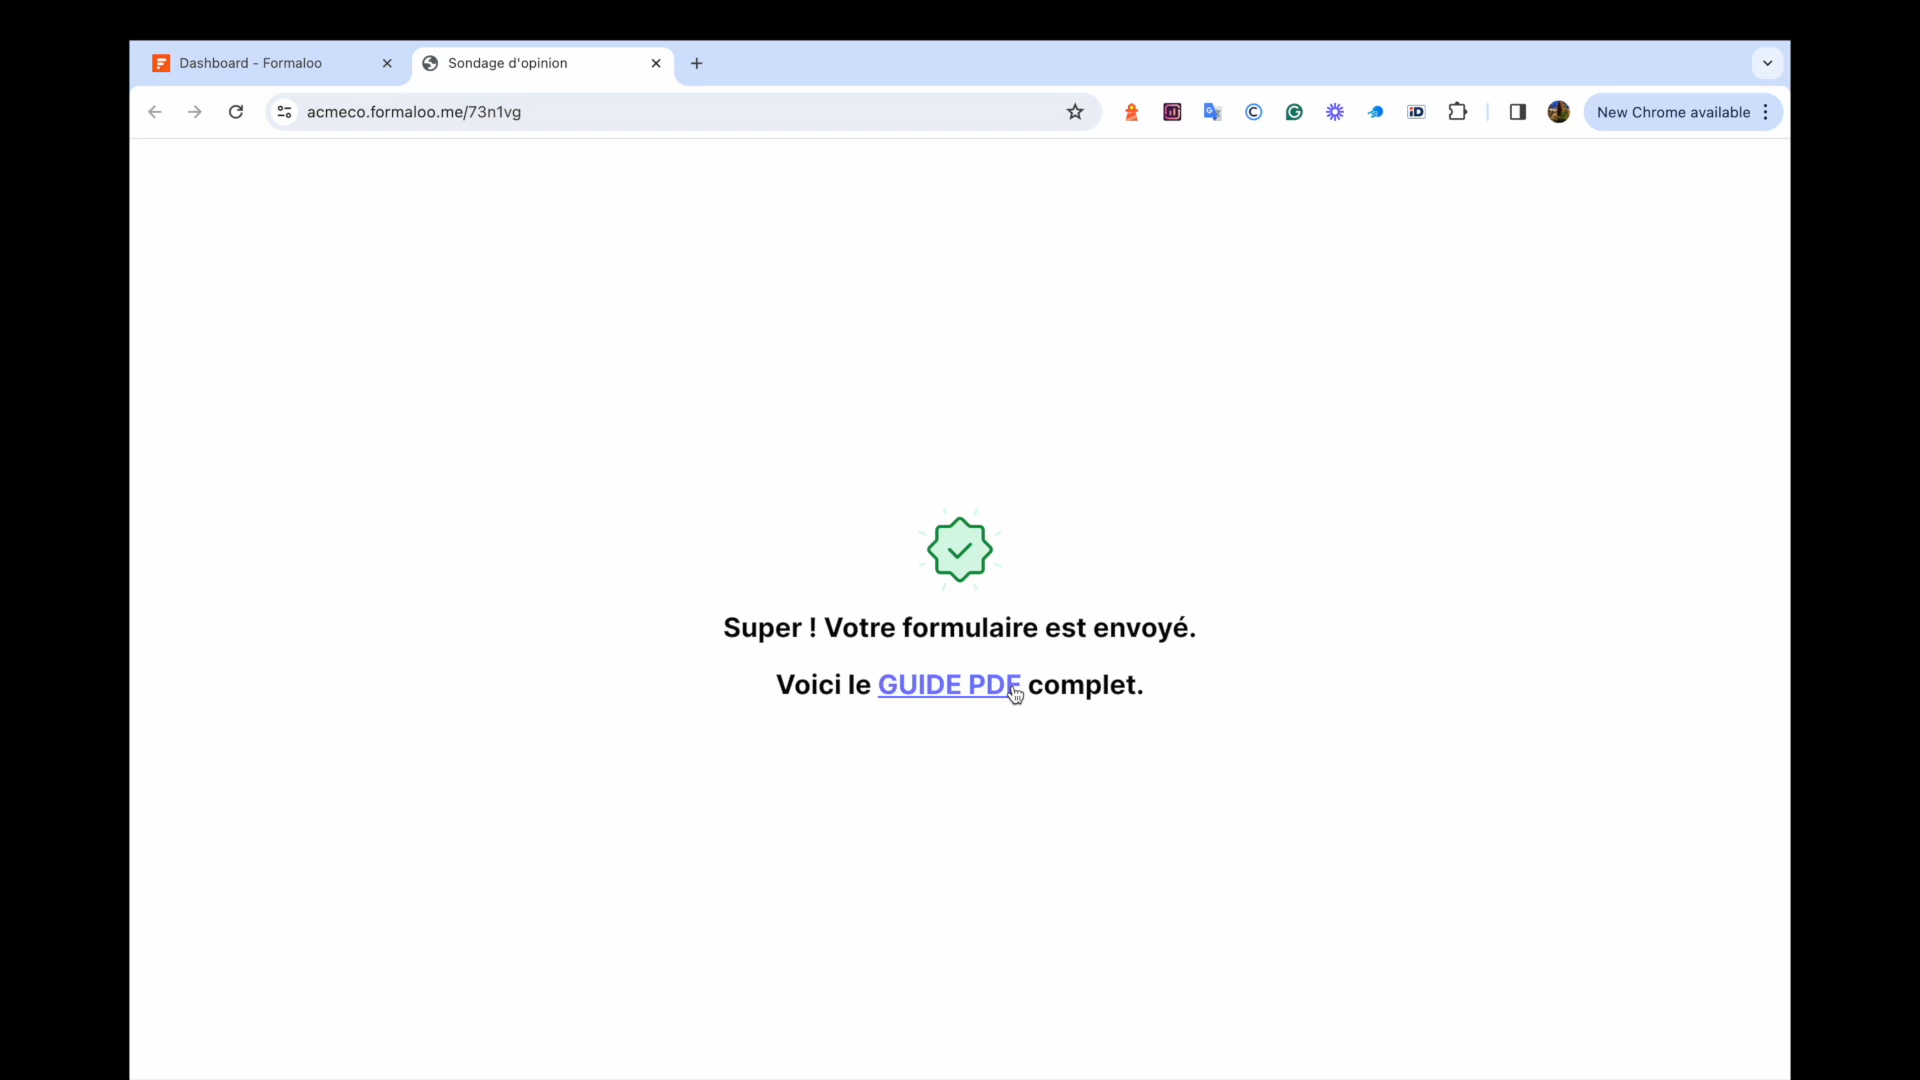 Dashboard - Formaloo
Sondage d'opinion
acmeco.formaloo.me/73n1vg
New Chrome available
Super ! Votre formulaire est envoyé.
Voici le GUIDE PDF complet.